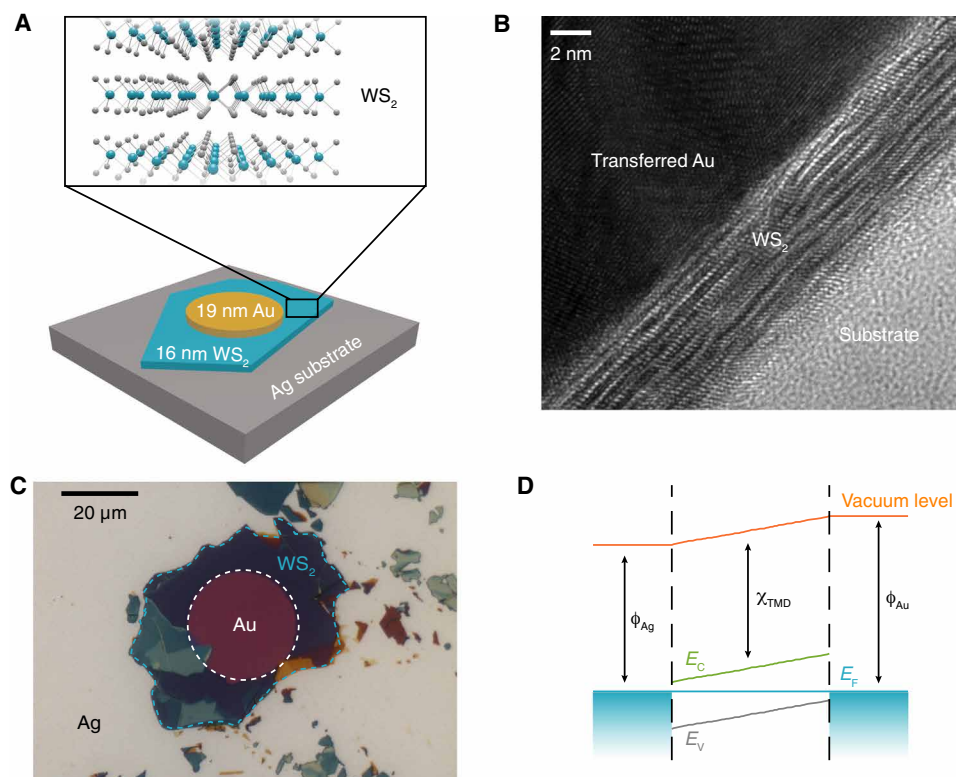 A
WS₂
19 nm Au
16 nm WS₂
Ag substrate
B
2 nm
Transferred Au
WS₂
Substrate
C
20 μm
WS₂
Au
Ag
D
Vacuum level
ϕAg
χTMD
ϕAu
EC
EF
EV